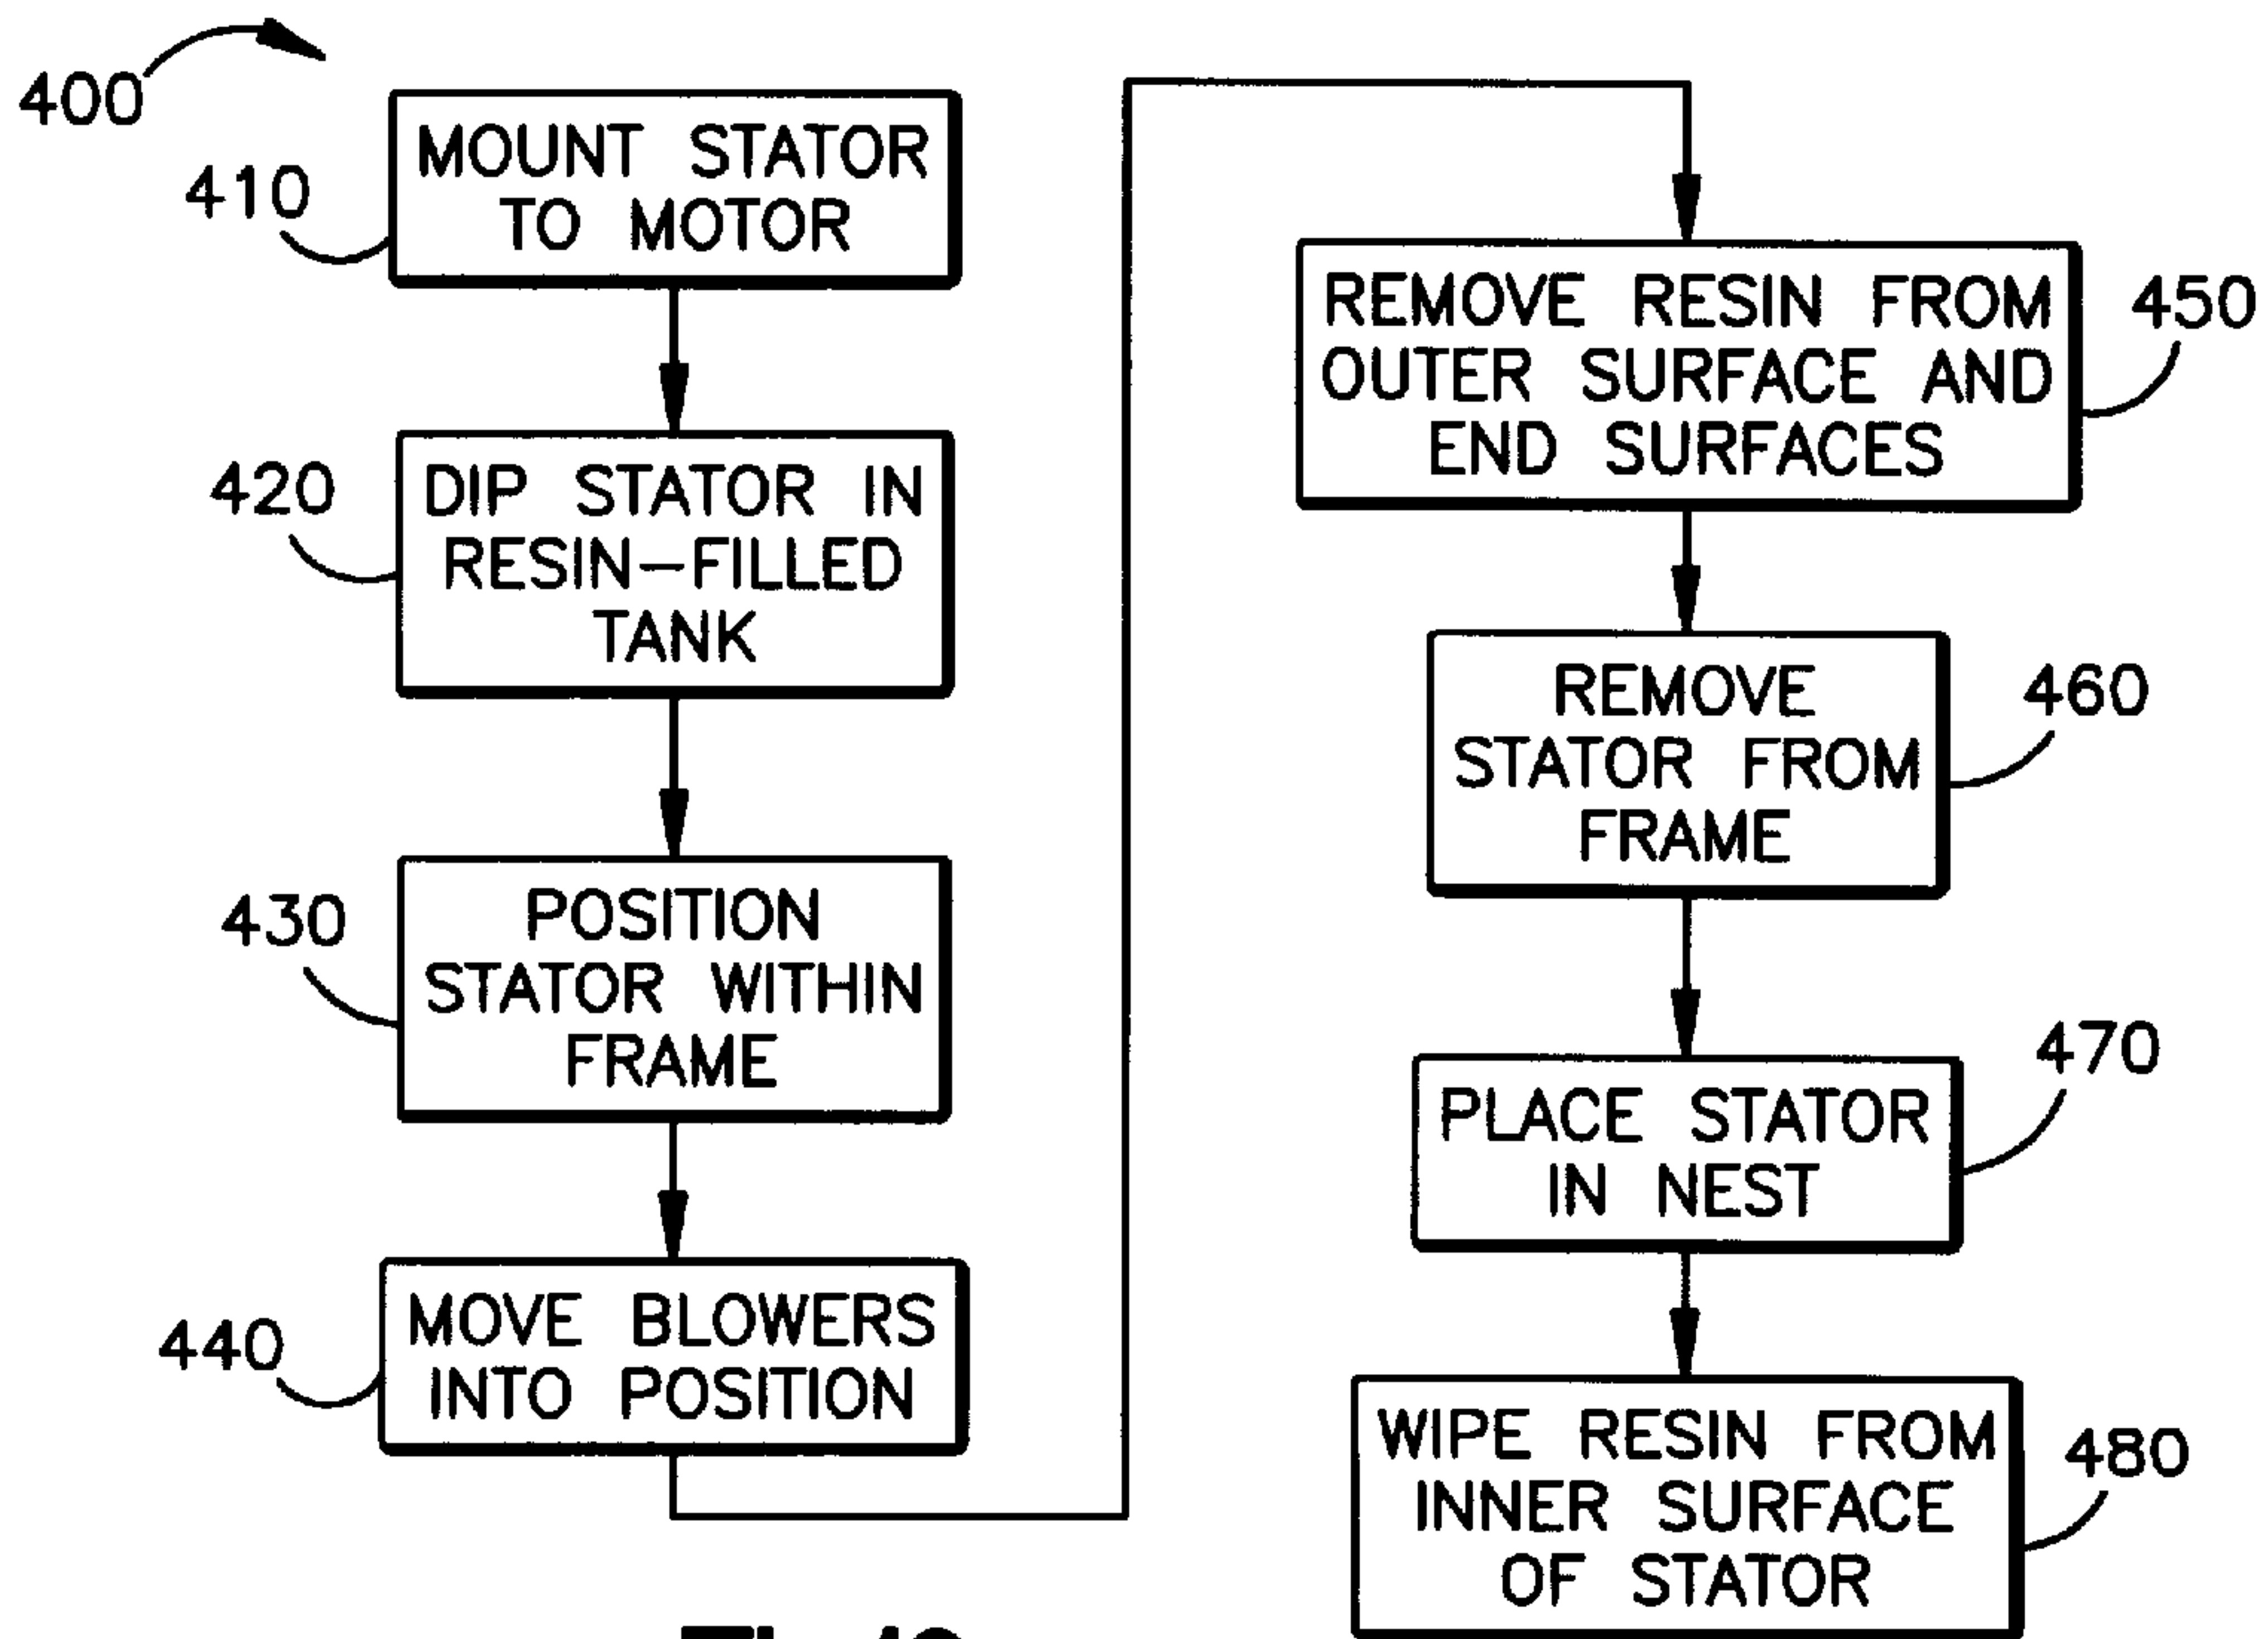 400
410
MOUNT STATOR
TO MOTOR
420
DIP STATOR IN
RESIN-FILLED
TANK
430
POSITION
STATOR WITHIN
FRAME
440
MOVE BLOWERS
INTO POSITION
450
REMOVE RESIN FROM
OUTER SURFACE AND
END SURFACES
460
REMOVE
STATOR FROM
FRAME
470
PLACE STATOR
IN NEST
480
WIPE RESIN FROM
INNER SURFACE
OF STATOR